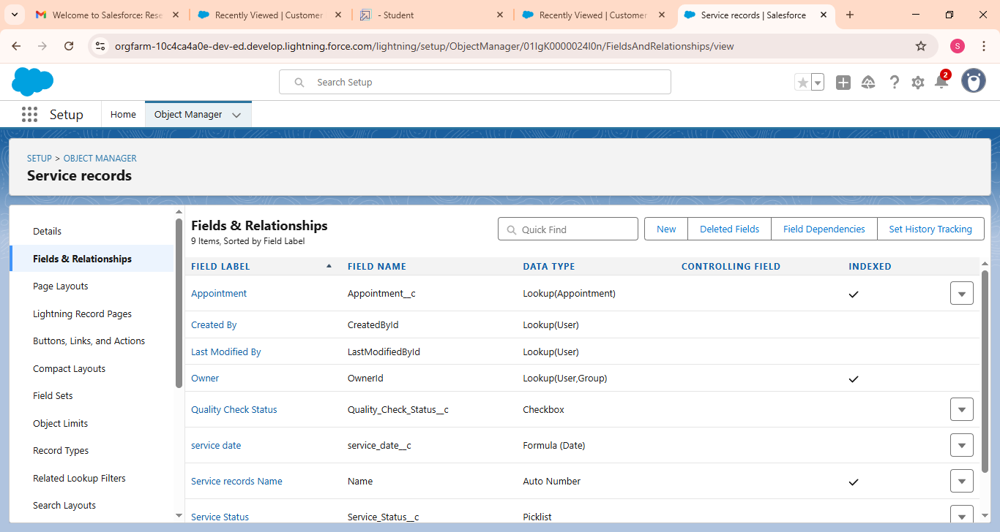 Welcome to Salesforce: Rese
Recently Viewed | Customer
- Student
Recently Viewed | Customer
Service records | Salesforce
orgfarm-10c4ca4a0e-dev-ed.develop.lightning.force.com/lightning/setup/ObjectManager/01IgK0000024l0n/FieldsAndRelationships/view
S
Search Setup
2
Setup
Home
Object Manager
SETUP > OBJECT MANAGER
Service records
Details
Fields & Relationships
Page Layouts
Lightning Record Pages
Buttons, Links, and Actions
Compact Layouts
Field Sets
Object Limits
Record Types
Related Lookup Filters
Search Layouts
Fields & Relationships
9 Items, Sorted by Field Label
Quick Find
New
Deleted Fields
Field Dependencies
Set History Tracking
FIELD LABEL FIELD NAME DATA TYPE CONTROLLING FIELD INDEXED
Appointment Appointment__c Lookup(Appointment)
Created By CreatedById Lookup(User)
Last Modified By LastModifiedById Lookup(User)
Owner OwnerId Lookup(User,Group)
Quality Check Status Quality_Check_Status__c Checkbox
service date service_date__c Formula (Date)
Service records Name Name Auto Number
Service Status Service_Status__c Picklist